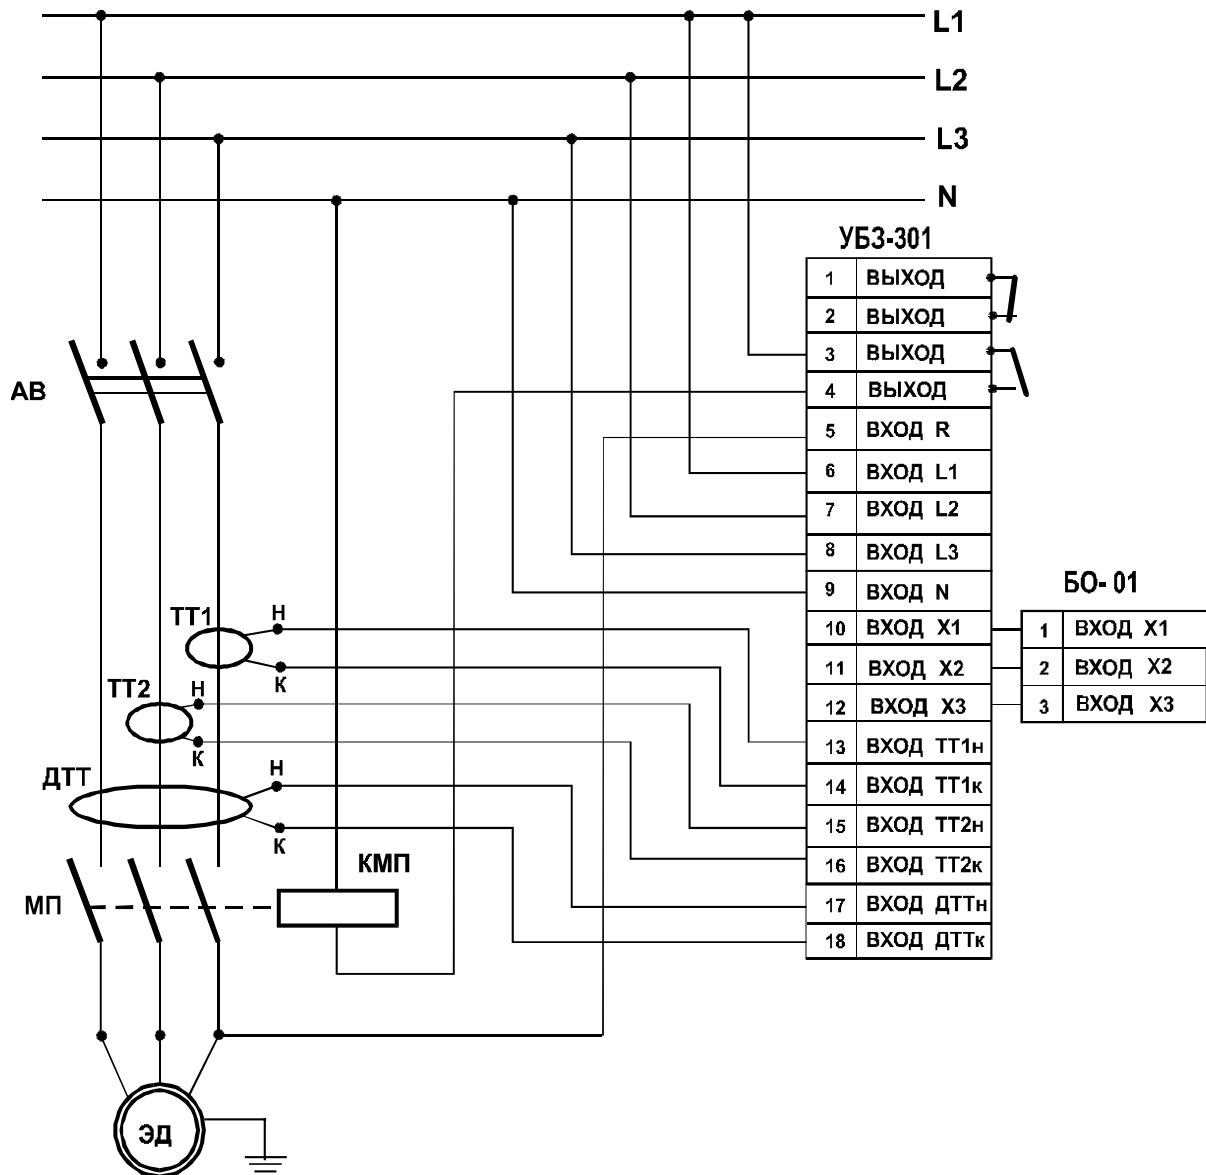 L1
L2
L3
N
УБЗ-301
1 ВЫХОД
2 ВЫХОД
3 ВЫХОД
4 ВЫХОД
5 ВХОД R
6 ВХОД L1
7 ВХОД L2
8 ВХОД L3
9 ВХОД N
10 ВХОД X1
11 ВХОД X2
12 ВХОД X3
13 ВХОД ТТ1н
14 ВХОД ТТ1к
15 ВХОД ТТ2н
16 ВХОД ТТ2к
17 ВХОД ДТТн
18 ВХОД ДТТк
БО- 01
1 ВХОД X1
2 ВХОД X2
3 ВХОД X3
АВ
ТТ1
Н
К
ТТ2
Н
К
ДТТ
Н
К
КМП
МП
ЭД